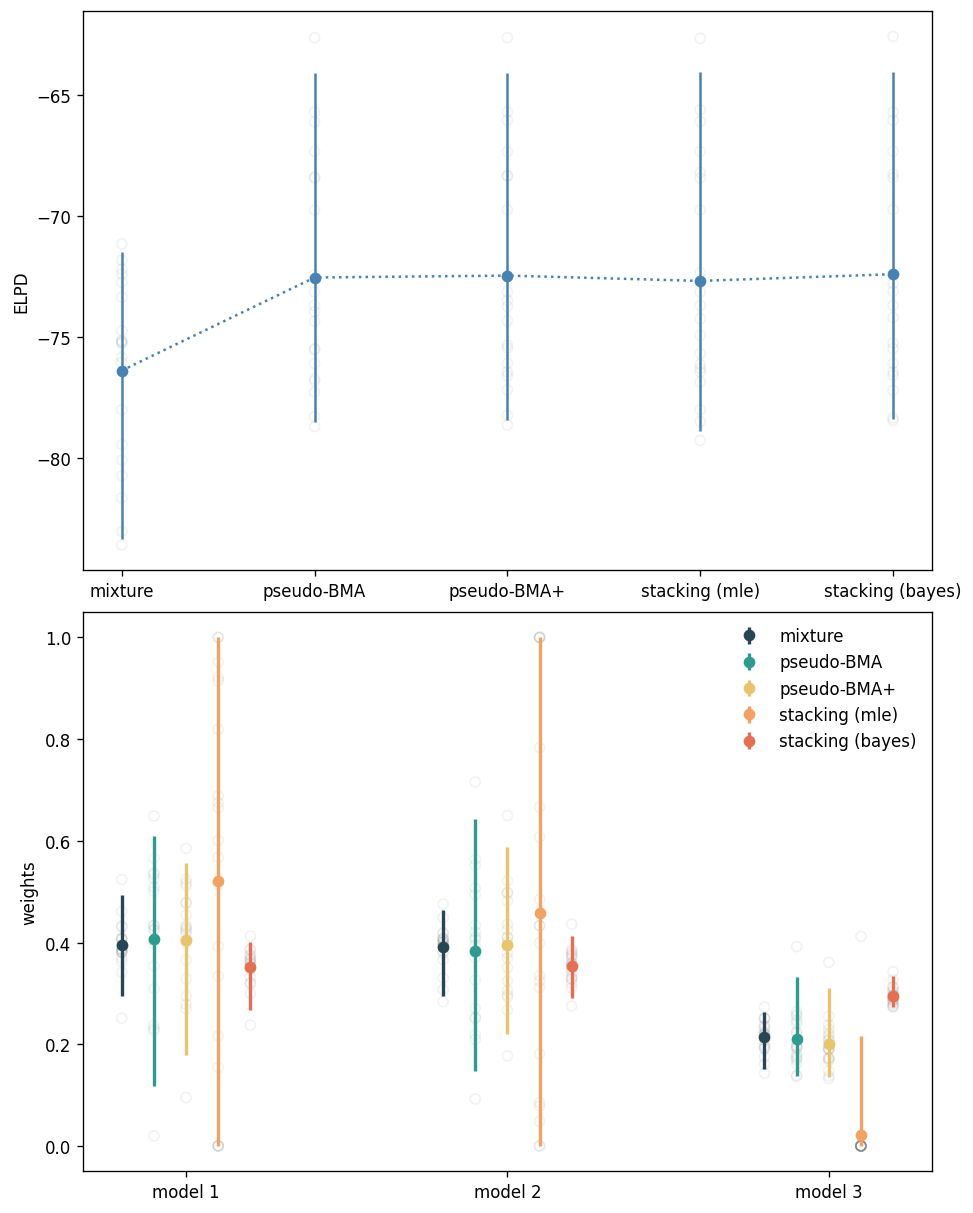 ELPD
−65
−70
−75
−80
mixture pseudo-BMA pseudo-BMA+ stacking (mle) stacking (bayes)
weights
1.0
0.8
0.6
0.4
0.2
0.0
mixture
pseudo-BMA
pseudo-BMA+
stacking (mle)
stacking (bayes)
model 1 model 2 model 3